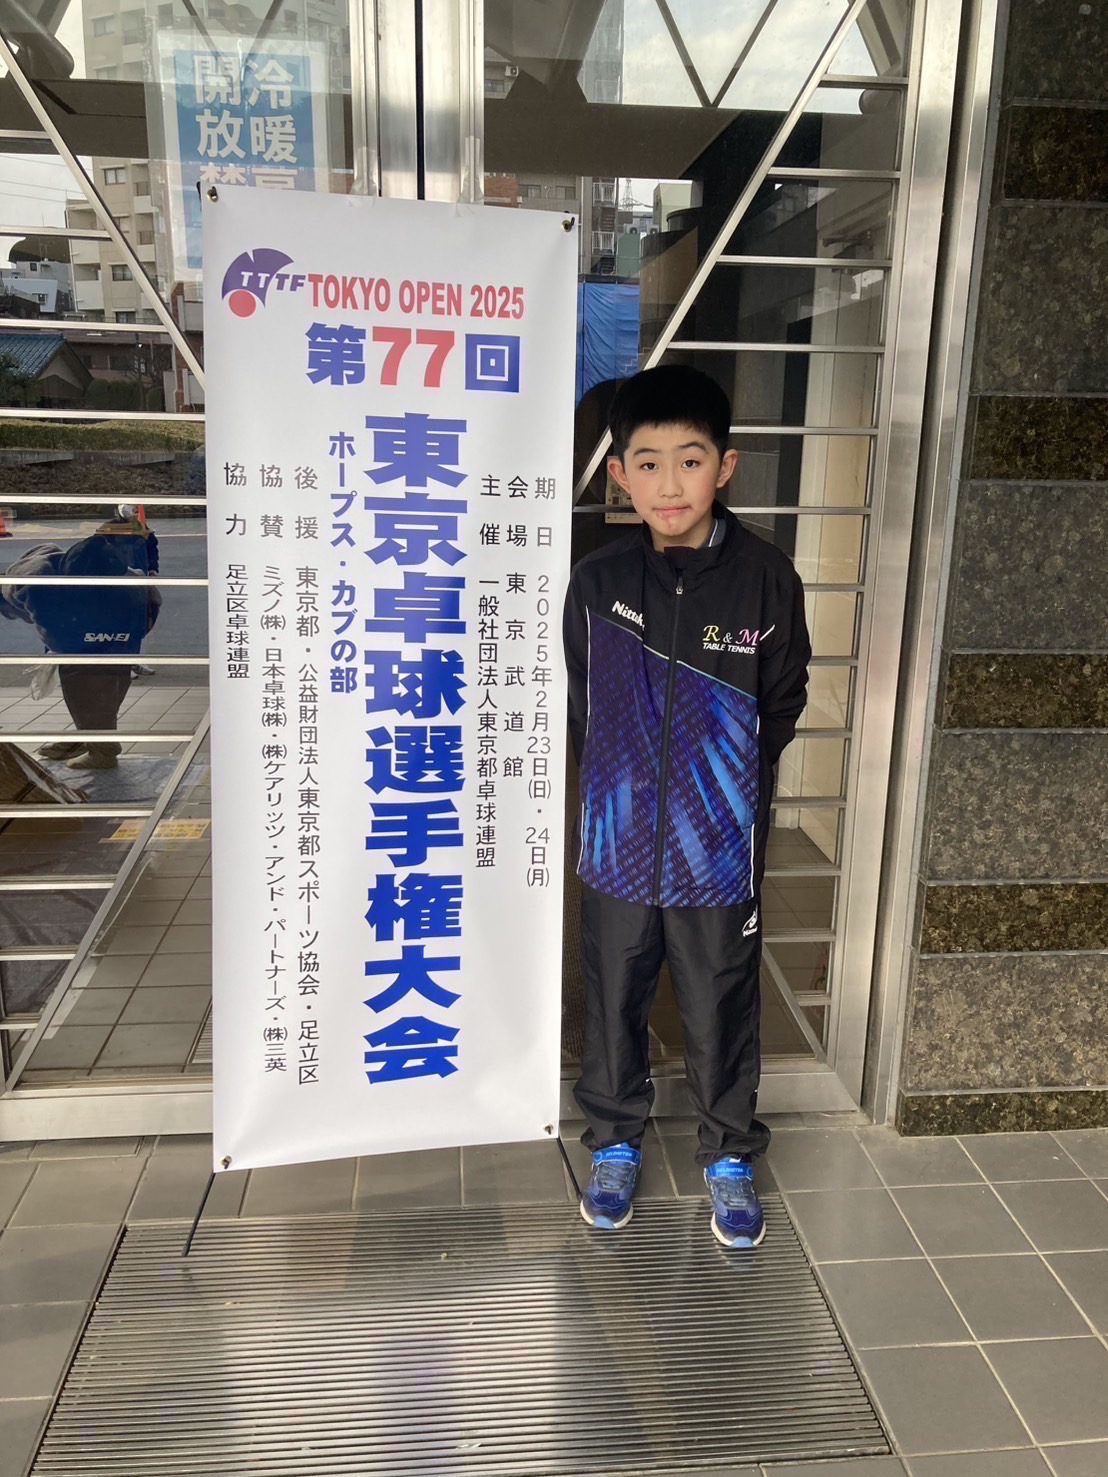 冷暖房
開放禁
TTTF TOKYO OPEN 2025
第77回
東京卓球選手権大会
ホープス・カブの部
期日 2025年2月23日(日)・24日(月)
会場 東京武道館
主催 一般社団法人東京都卓球連盟
後援 東京都・公益財団法人東京都スポーツ協会・足立区
協賛 ミズノ㈱・日本卓球㈱・㈱ケアリッツ・アンド・パートナーズ・㈱三英
協力 足立区卓球連盟
SAN-EI
Nittaku
R & M
TABLE TENNIS